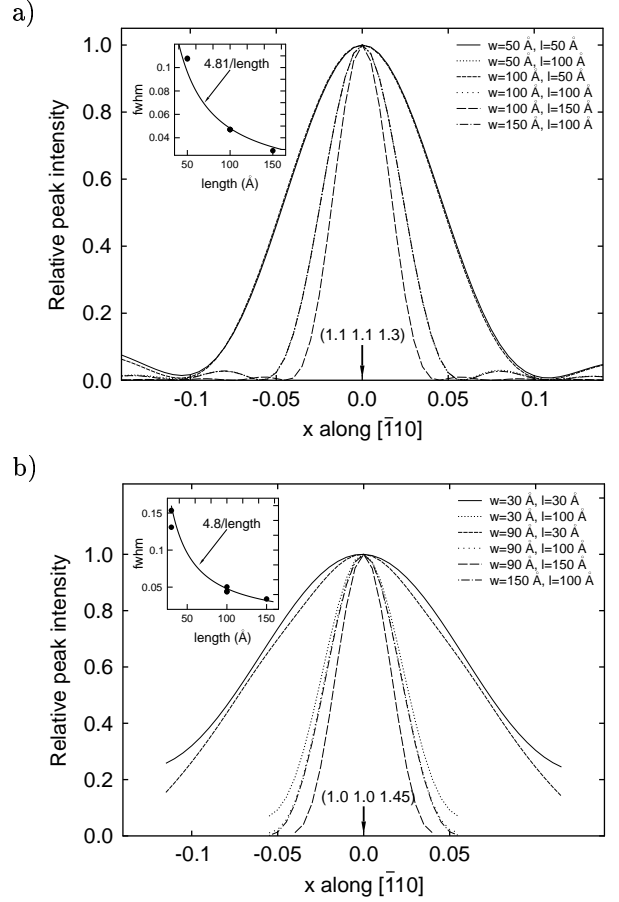 a)
1.0
0.8
0.6
0.4
0.2
0.0
Relative peak intensity
-0.1
-0.05
0.0
0.05
0.1
x along [1̄10]
(1.1 1.1 1.3)
w=50 Å, l=50 Å
w=50 Å, l=100 Å
w=100 Å, l=50 Å
w=100 Å, l=100 Å
w=100 Å, l=150 Å
w=150 Å, l=100 Å
fwhm
0.1
0.08
0.06
0.04
50
100
150
length (Å)
4.81/length
b)
1.0
0.8
0.6
0.4
0.2
0.0
Relative peak intensity
-0.1
-0.05
0.0
0.05
x along [1̄10]
(1.0 1.0 1.45)
w=30 Å, l=30 Å
w=30 Å, l=100 Å
w=90 Å, l=30 Å
w=90 Å, l=100 Å
w=90 Å, l=150 Å
w=150 Å, l=100 Å
fwhm
0.15
0.1
0.05
50
100
150
length (Å)
4.8/length